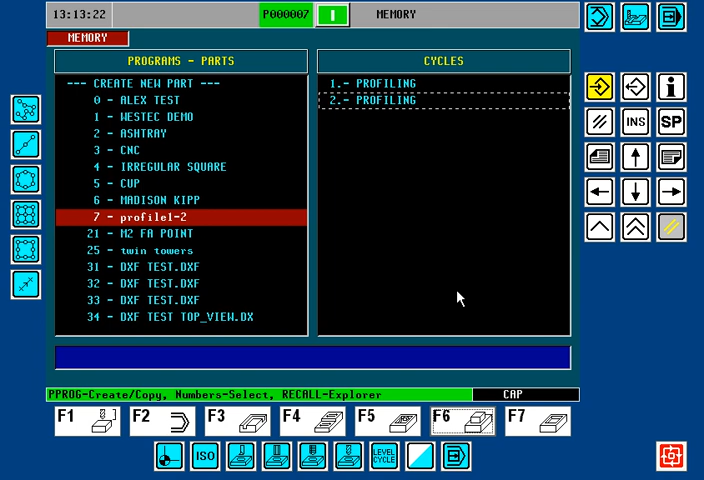 13:13:22 P000007 MEMORY
MEMORY
PROGRAMS - PARTS
--- CREATE NEW PART ---
0 - ALEX TEST
1 - WESTEC DEMO
2 - ASHTRAY
3 - CNC
4 - IRREGULAR SQUARE
5 - CUP
6 - MADISON KIPP
7 - profile1-2
21 - M2 FA POINT
25 - twin towers
31 - DXF TEST.DXF
32 - DXF TEST.DXF
33 - DXF TEST.DXF
34 - DXF TEST TOP_VIEW.DX
CYCLES
1.- PROFILING
2.- PROFILING
INS SP
PPROG-Create/Copy, Numbers-Select, RECALL-Explorer CAP
F1 F2 F3 F4 F5 F6 F7
ISO
LEVEL
CYCLE